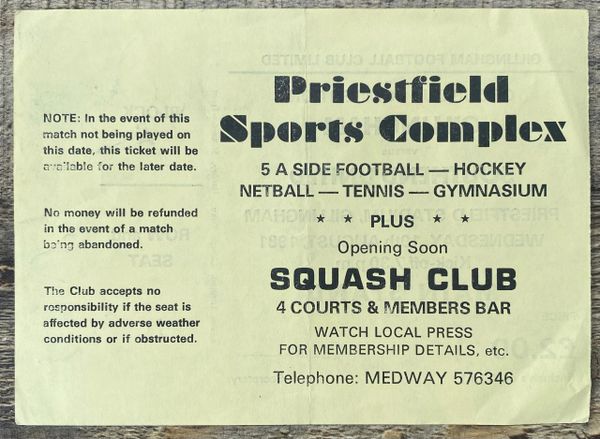 NOTE: In the event of this
match not being played on
this date, this ticket will be
available for the later date.
No money will be refunded
in the event of a match
being abandoned.
The Club accepts no
responsibility if the seat is
affected by adverse weather
conditions or if obstructed.
Priestfield
Sports Complex
5 A SIDE FOOTBALL — HOCKEY
NETBALL — TENNIS — GYMNASIUM
★ ★ PLUS ★ ★
Opening Soon
SQUASH CLUB
4 COURTS & MEMBERS BAR
WATCH LOCAL PRESS
FOR MEMBERSHIP DETAILS, etc.
Telephone: MEDWAY 576346